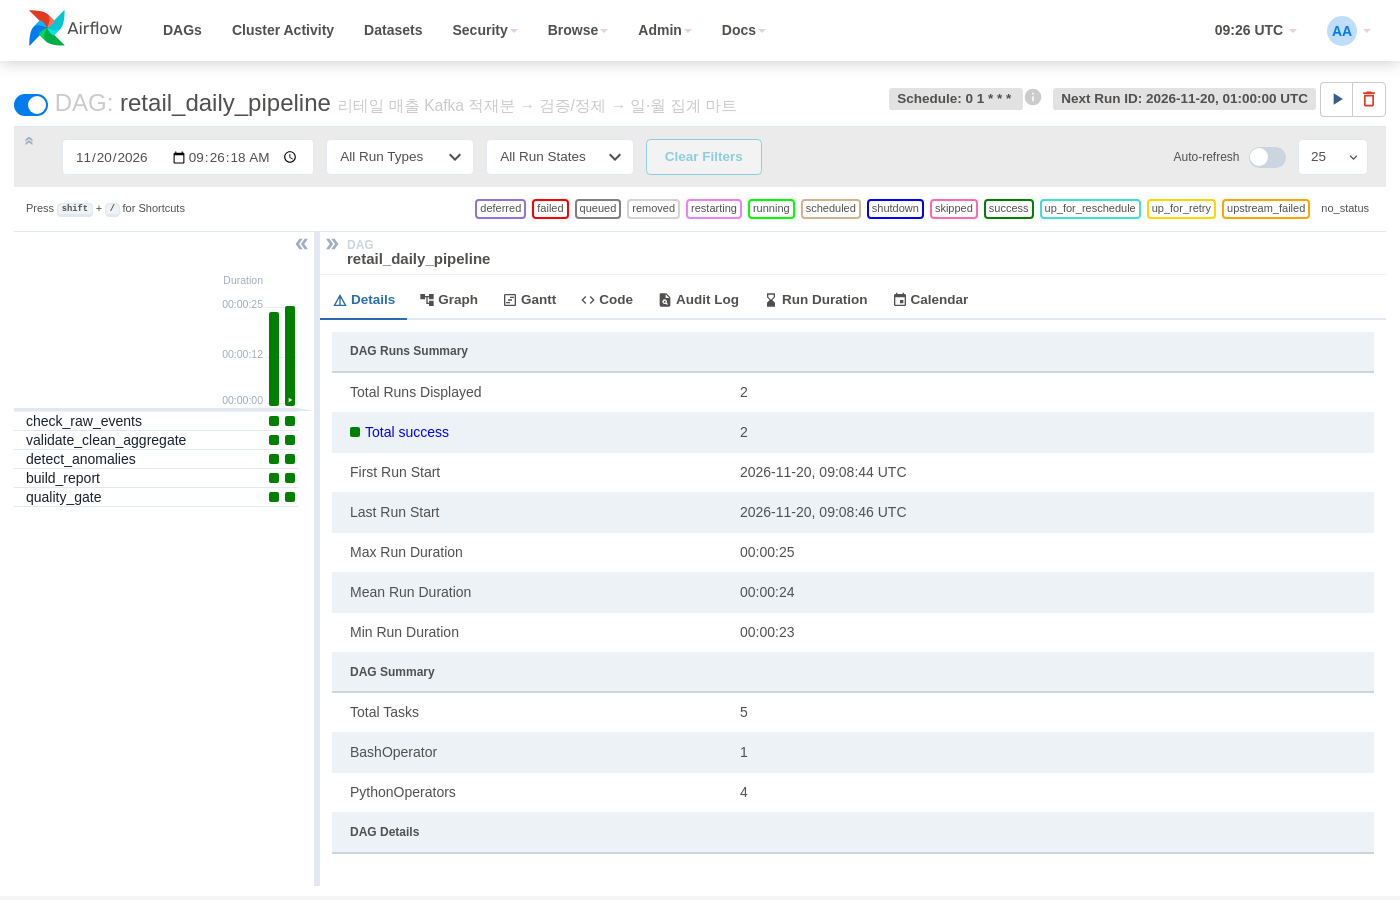 Airflow DAGs Cluster Activity Datasets Security Browse Admin Docs 09:26 UTC AA
DAG: retail_daily_pipeline 리테일 매출 Kafka 적재분 → 검증/정제 → 일·월 집계 마트 Schedule: 0 1 * * * Next Run ID: 2026-11-20, 01:00:00 UTC
11/20/2026 09:26:18 AM All Run Types All Run States Clear Filters Auto-refresh 25
Press shift + / for Shortcuts deferred failed queued removed restarting running scheduled shutdown skipped success up_for_reschedule up_for_retry upstream_failed no_status
DAG
retail_daily_pipeline
Duration
00:00:25
00:00:12
00:00:00
check_raw_events
validate_clean_aggregate
detect_anomalies
build_report
quality_gate
Details Graph Gantt Code Audit Log Run Duration Calendar
DAG Runs Summary
Total Runs Displayed 2
Total success 2
First Run Start 2026-11-20, 09:08:44 UTC
Last Run Start 2026-11-20, 09:08:46 UTC
Max Run Duration 00:00:25
Mean Run Duration 00:00:24
Min Run Duration 00:00:23
DAG Summary
Total Tasks 5
BashOperator 1
PythonOperators 4
DAG Details